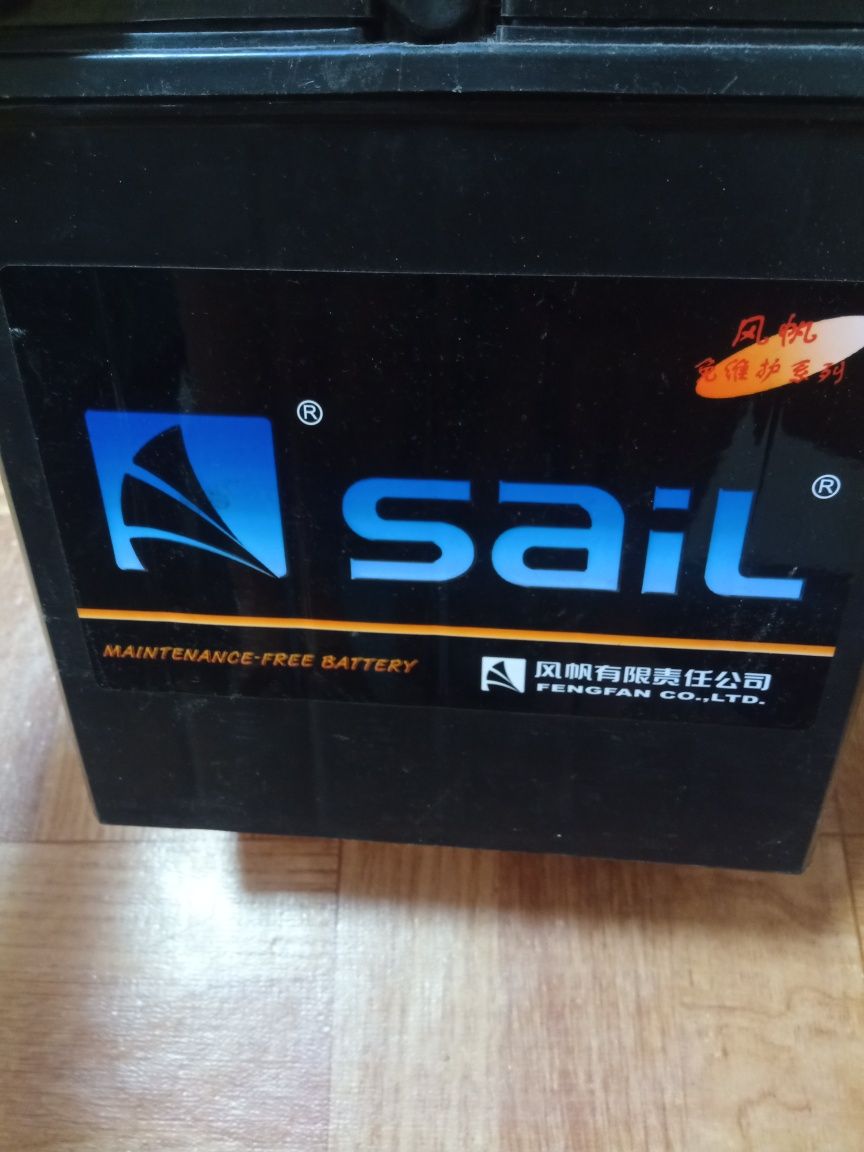 风帆
免维护系列
®
sail ®
MAINTENANCE-FREE BATTERY
风帆有限责任公司
FENGFAN CO.,LTD.